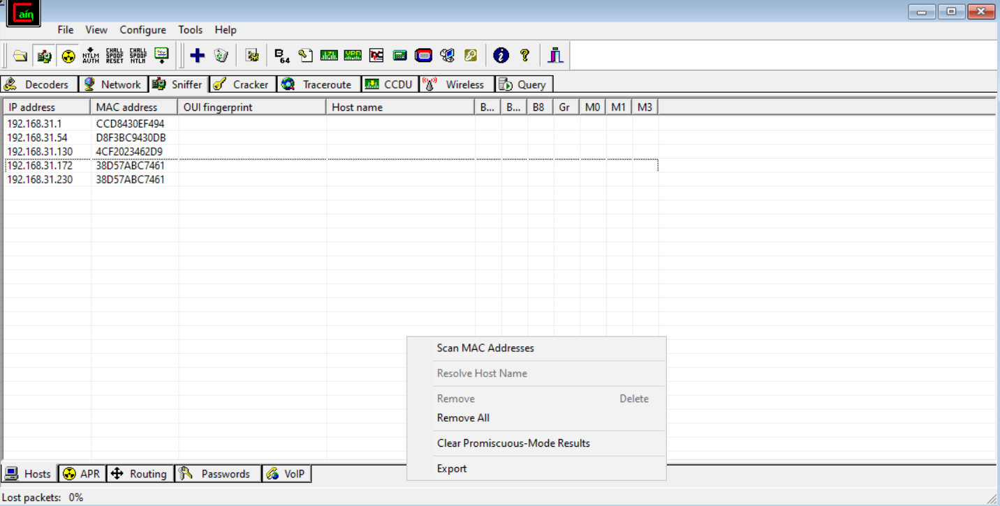 Cain
File View Configure Tools Help
NTLM AUTH CHALL SPOOF RESET CHALL SPOOF NTLM B 64
Decoders Network Sniffer Cracker Traceroute CCDU Wireless Query
IP address MAC address OUI fingerprint Host name B... B... B8 Gr M0 M1 M3
192.168.31.1 CCD8430EF494
192.168.31.54 D8F3BC9430DB
192.168.31.130 4CF2023462D9
192.168.31.172 38D57ABC7461
192.168.31.230 38D57ABC7461
Scan MAC Addresses
Resolve Host Name
Remove Delete
Remove All
Clear Promiscuous-Mode Results
Export
Hosts APR Routing Passwords VoIP
Lost packets: 0%